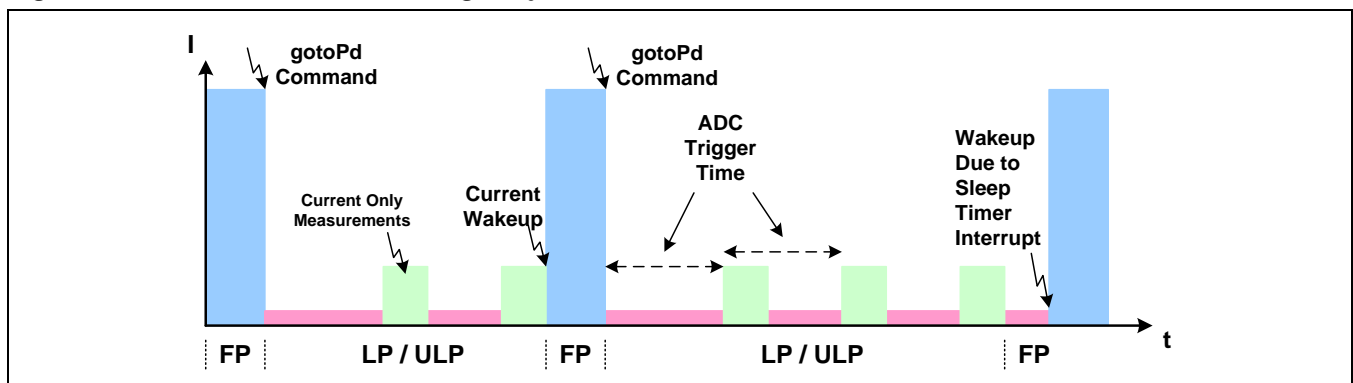 I
gotoPd
Command
gotoPd
Command
ADC
Trigger
Time
Wakeup
Due to
Sleep
Timer
Interrupt
Current Only
Measurements
Current
Wakeup
t
FP
LP / ULP
FP
LP / ULP
FP